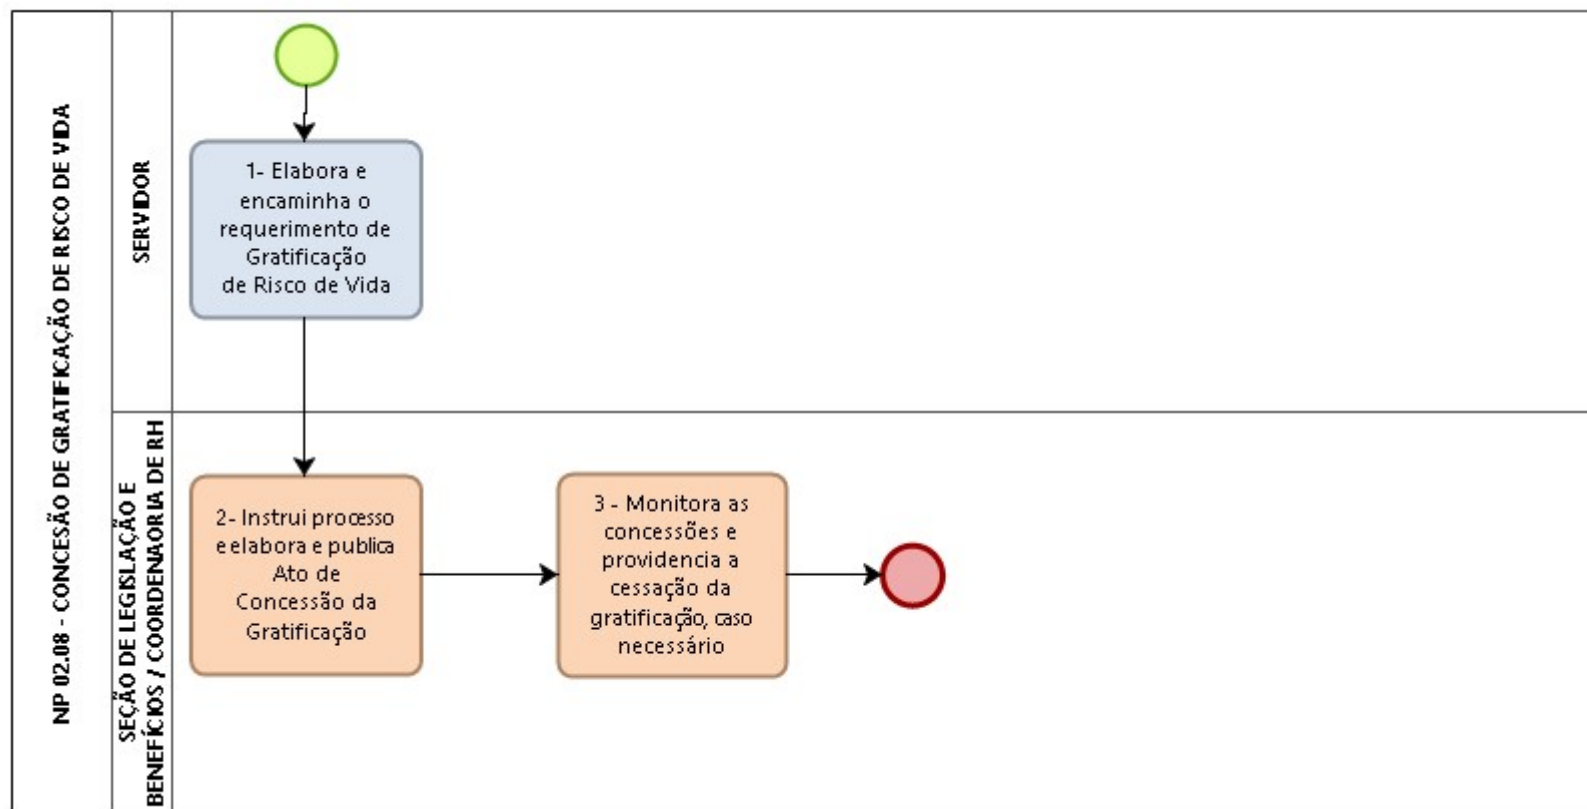 NP 02.08 - CONCESÃO DE GRATIFICAÇÃO DE RISCO DE VIDA
SERVIDOR
1- Elabora e
encaminha o
requerimento de
Gratificação
de Risco de Vida
SEÇÃO DE LEGISLAÇÃO E
BENEFÍCIOS / COORDENAORIA DE RH
2- Instrui processo
e elabora e publica
Ato de
Concessão da
Gratificação
3 - Monitora as
concessões e
providencia a
cessação da
gratificação, caso
necessário